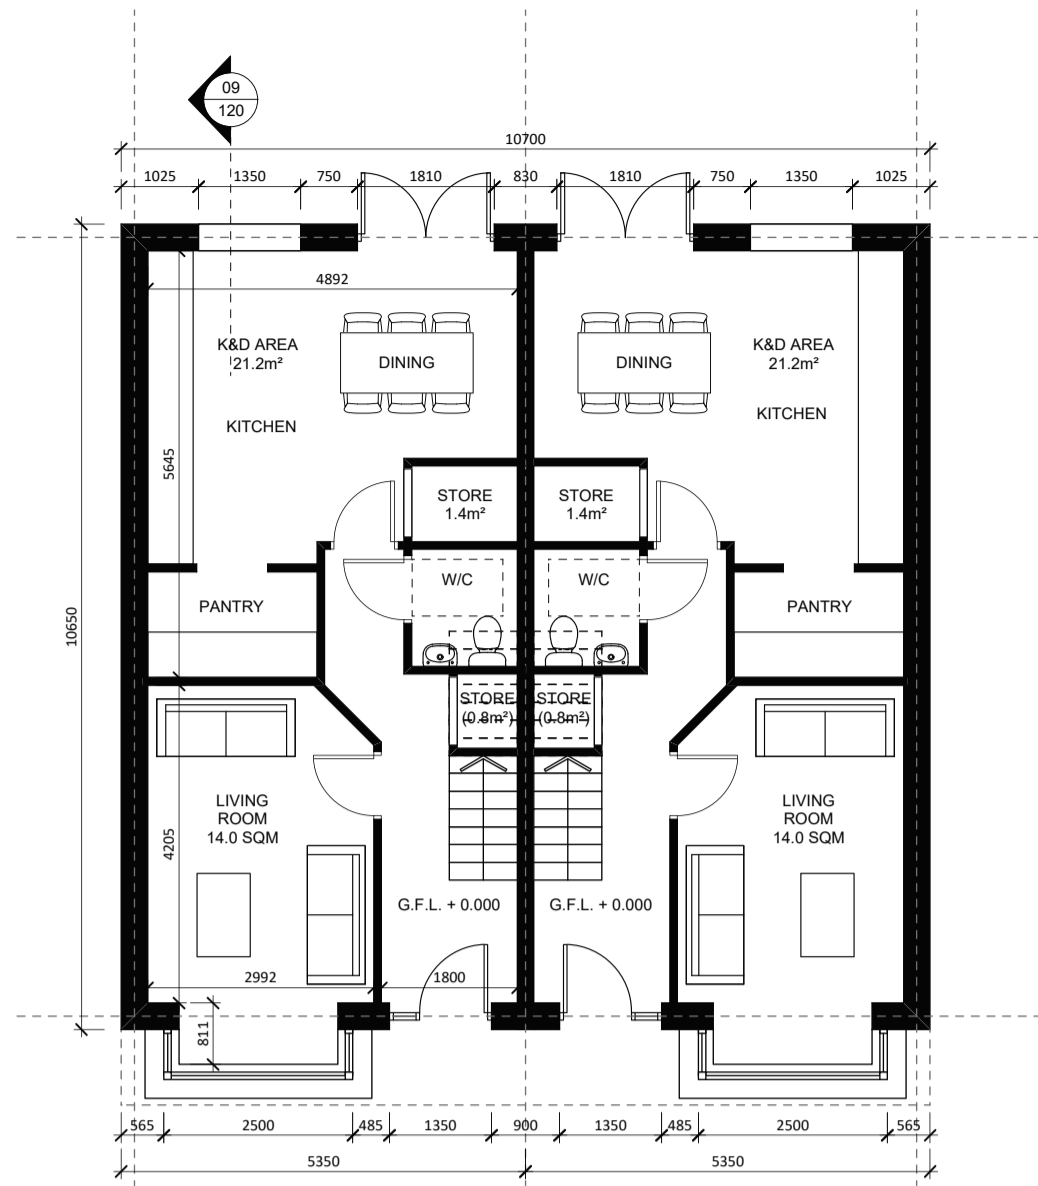 09
120
10700
1025 1350 750 1810 830 1810 750 1350 1025
4892
K&D AREA
21.2m²
DINING
KITCHEN
DINING
K&D AREA
21.2m²
KITCHEN
5645
STORE
1.4m²
STORE
1.4m²
W/C
W/C
PANTRY
PANTRY
10650
STORE
(0.8m²)
STORE
(0.8m²)
LIVING
ROOM
14.0 SQM
LIVING
ROOM
14.0 SQM
4205
G.F.L. + 0.000
G.F.L. + 0.000
2992
1800
811
565 2500 485 1350 900 1350 485 2500 565
5350 5350